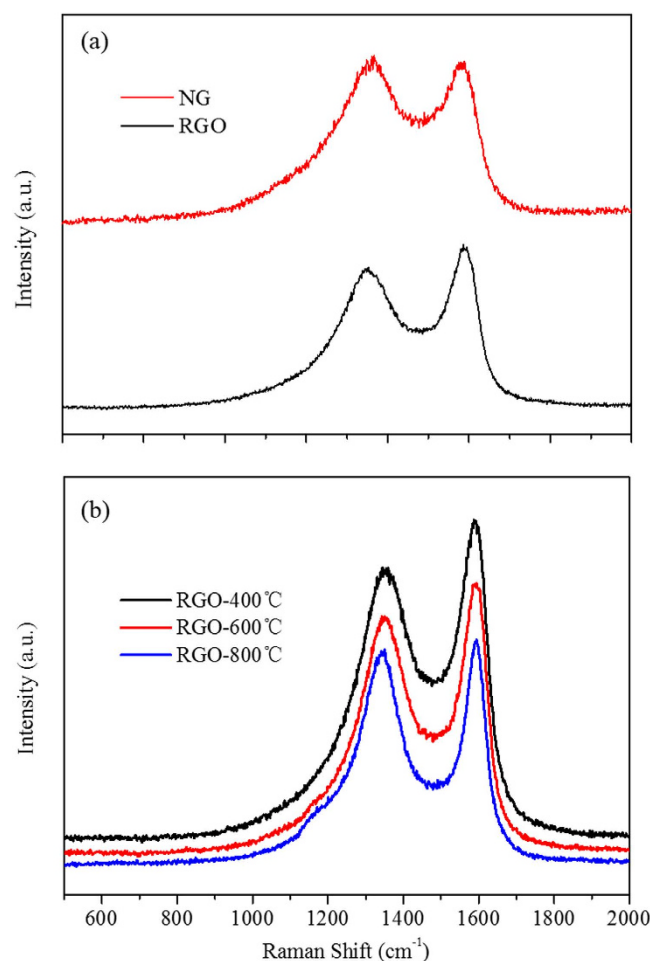 (a)
NG
RGO
Intensity (a.u.)
(b)
RGO-400℃
RGO-600℃
RGO-800℃
Intensity (a.u.)
600 800 1000 1200 1400 1600 1800 2000
Raman Shift (cm⁻¹)